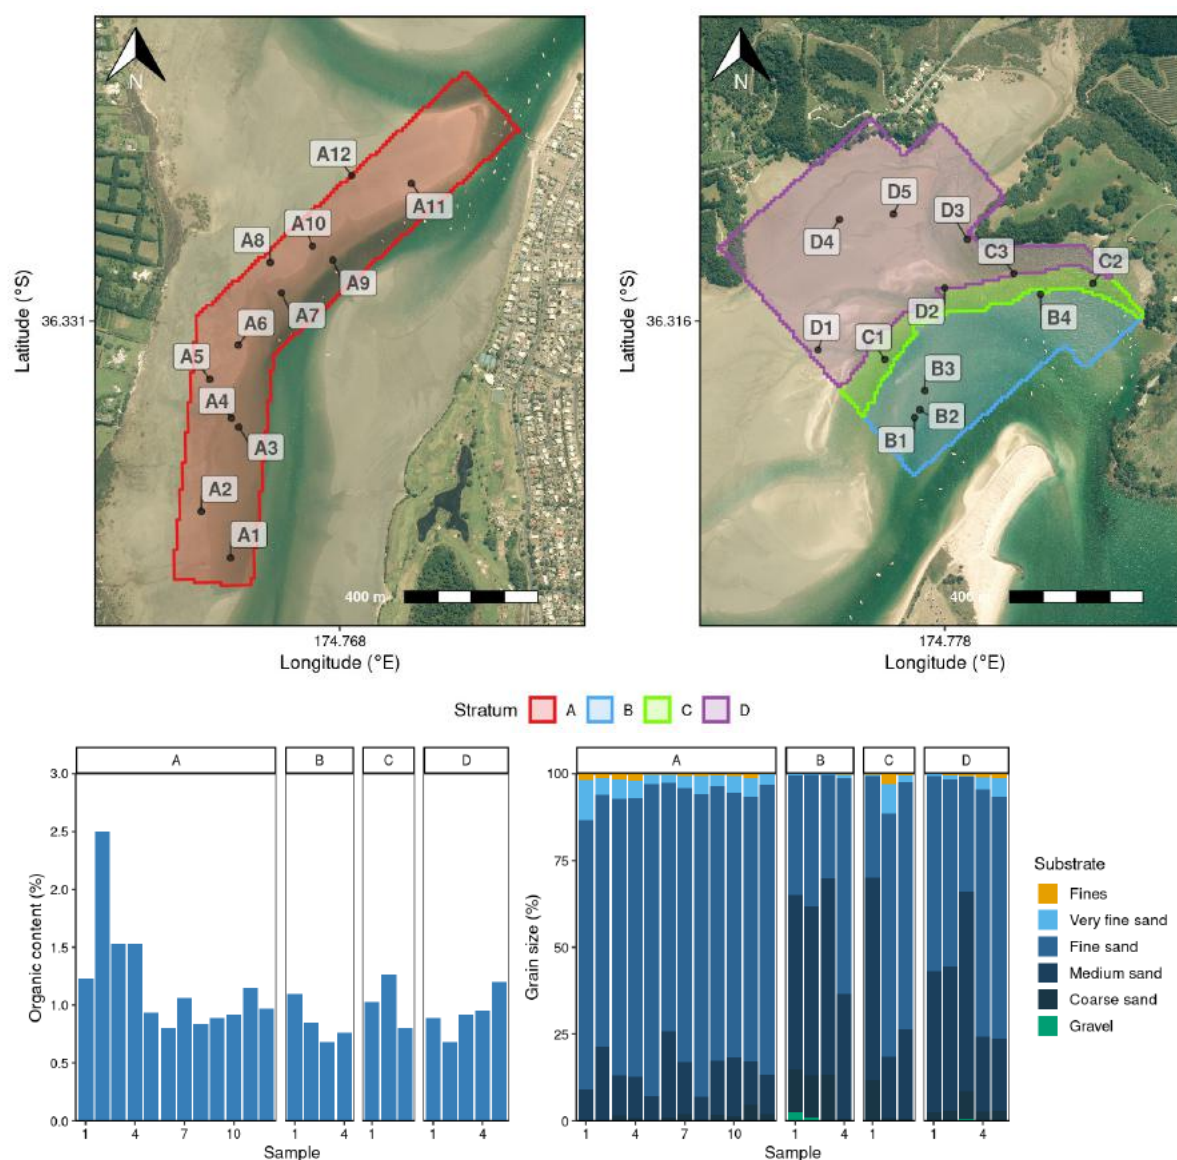 N
N
A12
A11
A10
A8
A9
A7
A6
A5
A4
A3
A2
A1
400 m
D5
D3
D4
C3
C2
D2
B4
D1
C1
B3
B2
B1
400 m
Latitude (°S)
36.331
174.768
Longitude (°E)
Latitude (°S)
36.316
174.778
Longitude (°E)
Stratum A B C D
A B C D
Organic content (%)
3.0
2.5
2.0
1.5
1.0
0.5
0.0
1 4 7 10 1 4 1 1 4
Sample
A B C D
Grain size (%)
100
75
50
25
0
1 4 7 10 1 4 1 1 4
Sample
Substrate
Fines
Very fine sand
Fine sand
Medium sand
Coarse sand
Gravel